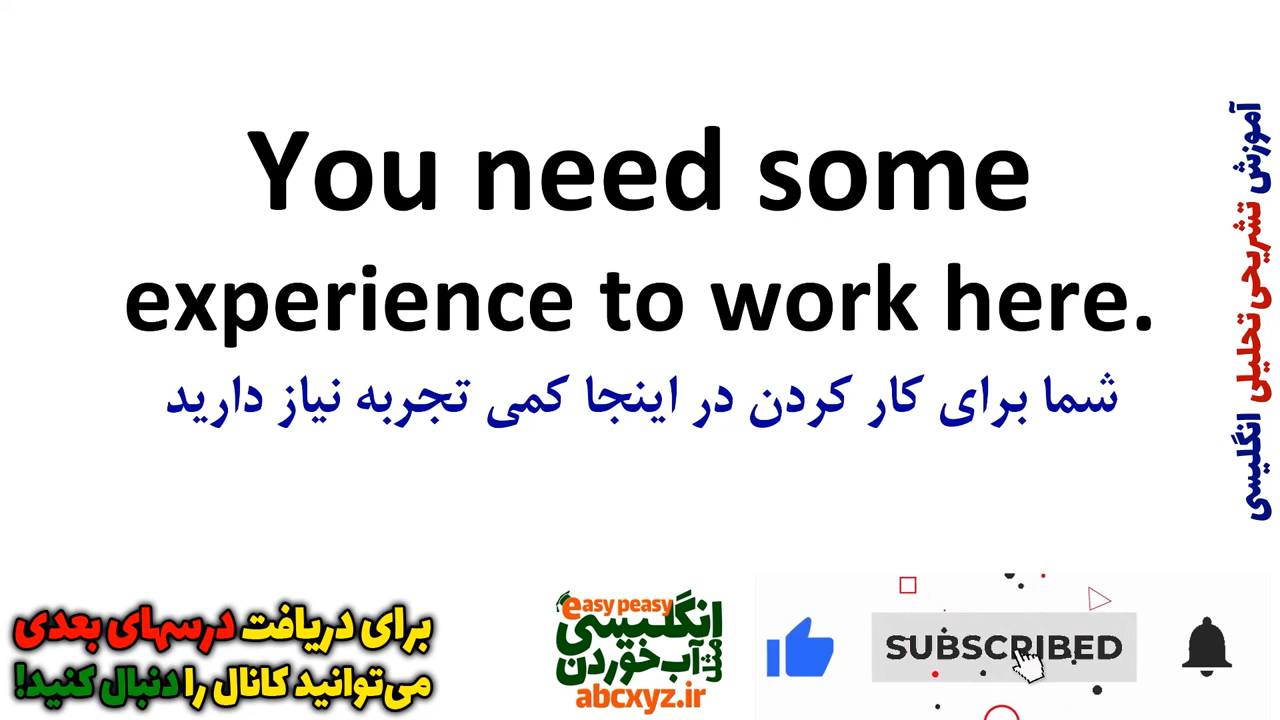 You need some
experience to work here.
شما برای کار کردن در اینجا کمی تجربه نیاز دارید
آموزش تشریحی تحلیلی انگلیسی
برای دریافت درسهای بعدی
می‌توانید کانال را دنبال کنید!
easy peasy
انگلیسی
مثل آب خوردن
abcxyz.ir
SUBSCRIBED